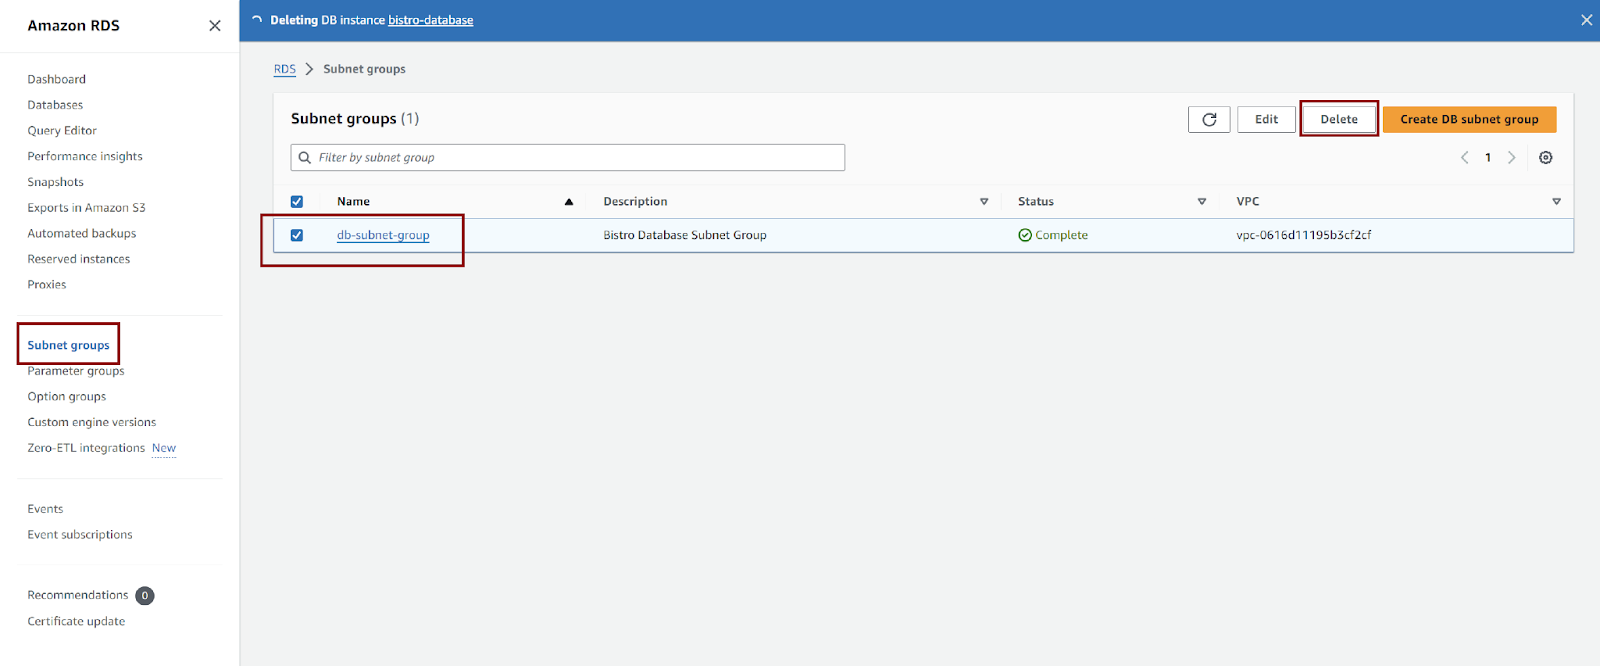 Amazon RDS
Deleting DB instance bistro-database
Dashboard
Databases
Query Editor
Performance insights
Snapshots
Exports in Amazon S3
Automated backups
Reserved instances
Proxies
Subnet groups
Parameter groups
Option groups
Custom engine versions
Zero-ETL integrations New
Events
Event subscriptions
Recommendations 0
Certificate update
RDS > Subnet groups
Subnet groups (1)
Edit
Delete
Create DB subnet group
Filter by subnet group
1
Name Description Status VPC
db-subnet-group Bistro Database Subnet Group Complete vpc-0616d11195b3cf2cf